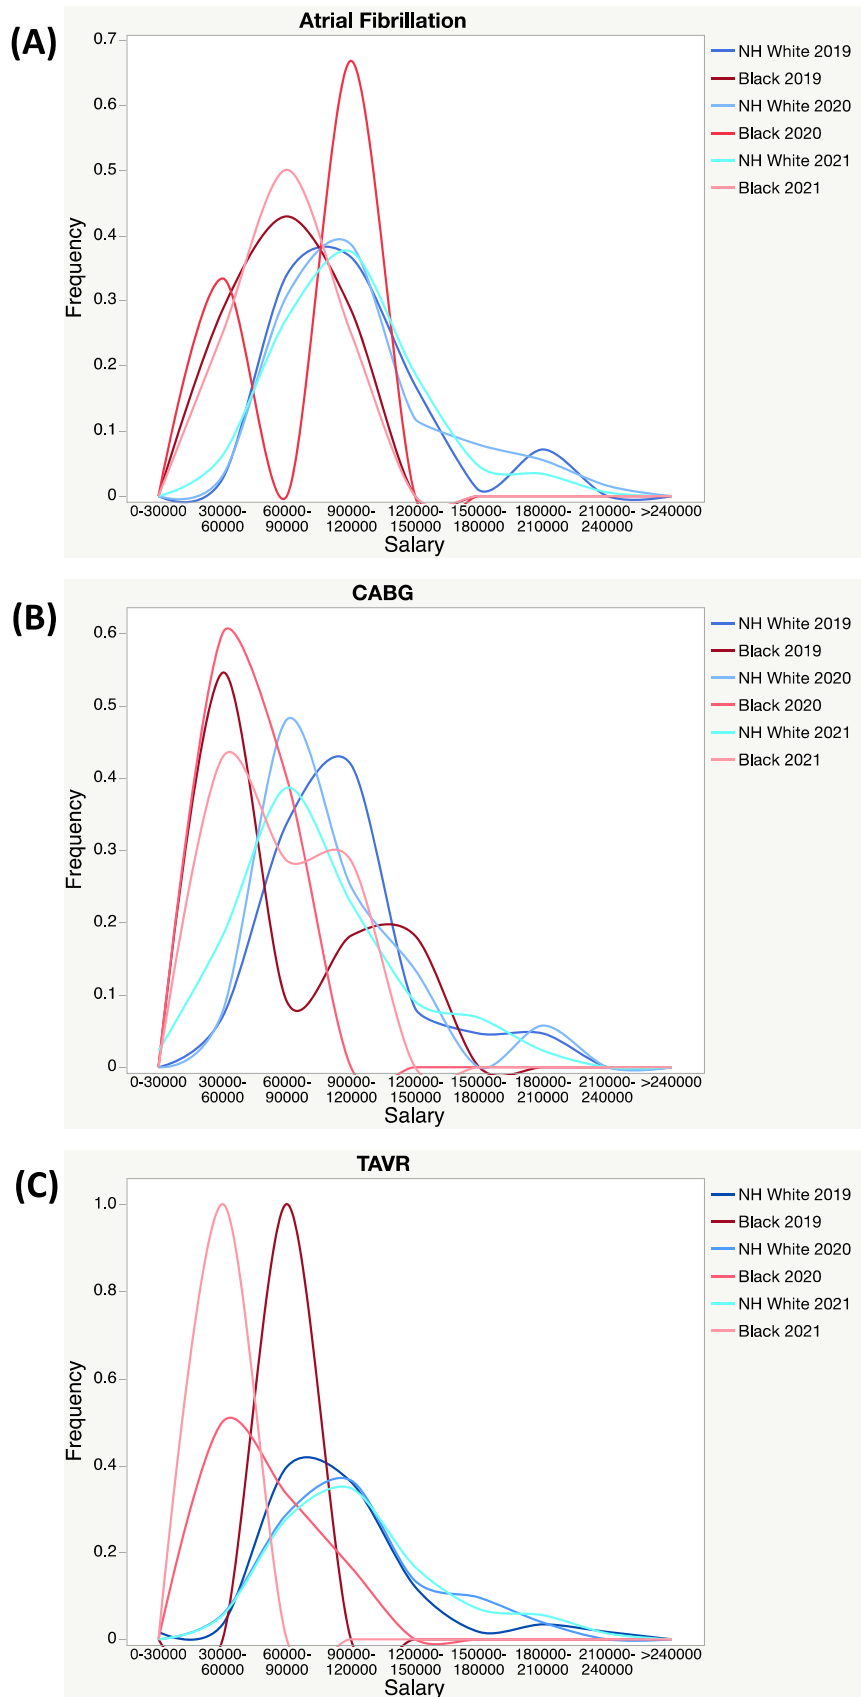 (A)
Atrial Fibrillation
0.7
0.6
0.5
0.4
0.3
0.2
0.1
0
Frequency
0-30000 30000- 60000- 90000- 120000- 150000- 180000- 210000- >240000
60000 90000 120000 150000 180000 210000 240000
Salary
NH White 2019
Black 2019
NH White 2020
Black 2020
NH White 2021
Black 2021
(B)
CABG
0.6
0.5
0.4
0.3
0.2
0.1
0
Frequency
0-30000 30000- 60000- 90000- 120000- 150000- 180000- 210000- >240000
60000 90000 120000 150000 180000 210000 240000
Salary
NH White 2019
Black 2019
NH White 2020
Black 2020
NH White 2021
Black 2021
(C)
TAVR
1.0
0.8
0.6
0.4
0.2
0
Frequency
0-30000 30000- 60000- 90000- 120000- 150000- 180000- 210000- >240000
60000 90000 120000 150000 180000 210000 240000
Salary
NH White 2019
Black 2019
NH White 2020
Black 2020
NH White 2021
Black 2021